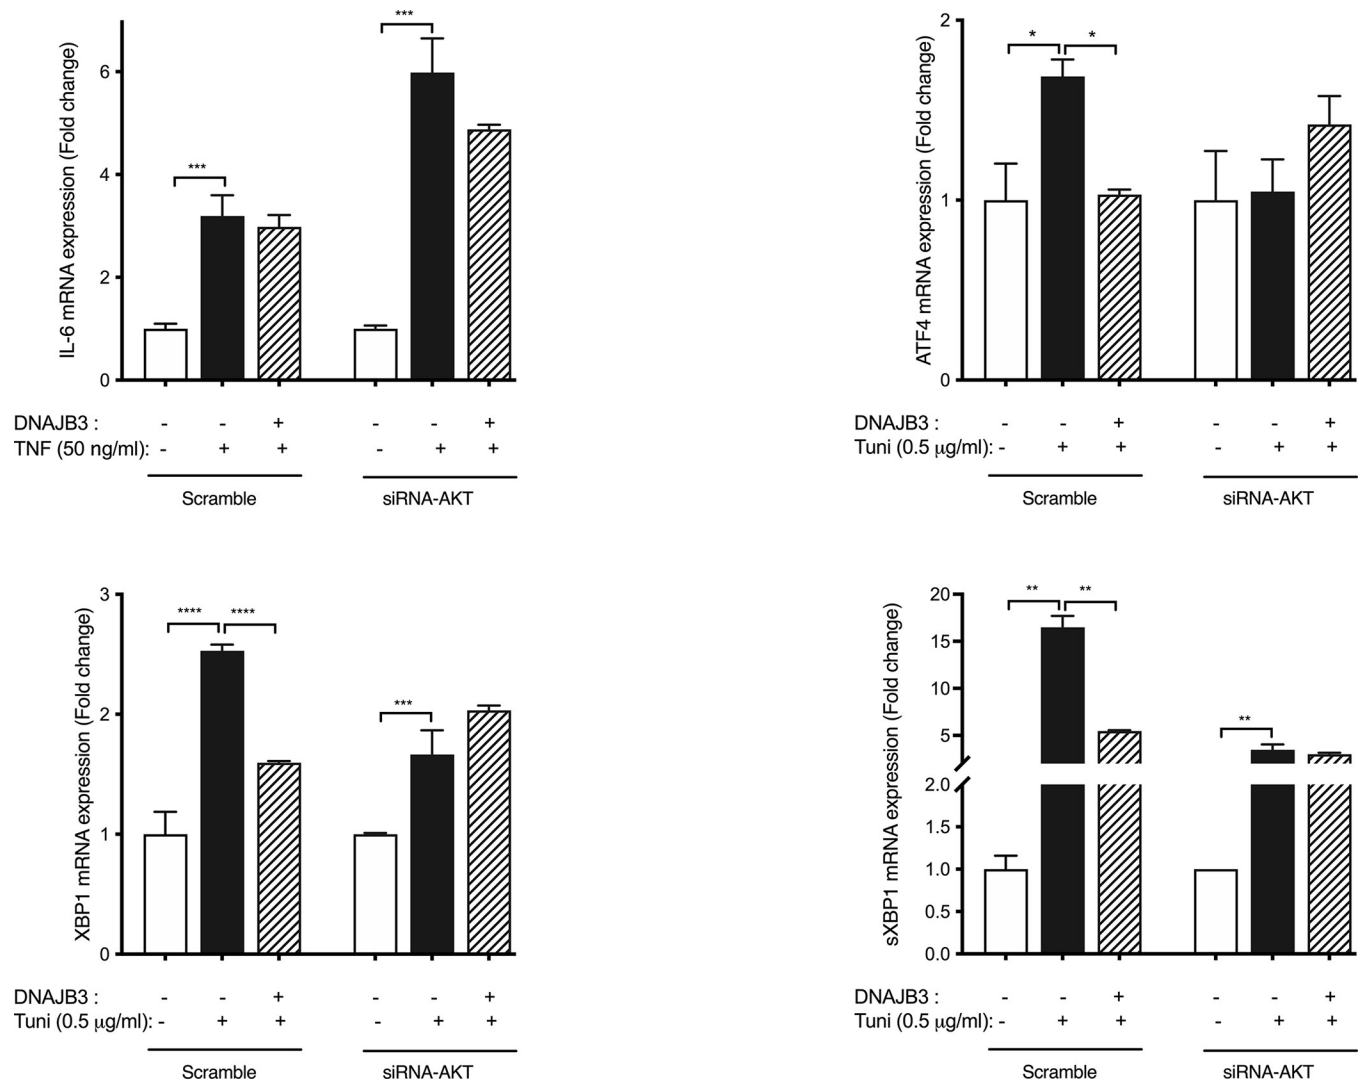 IL-6 mRNA expression (Fold change)
6
4
2
0
***
***
DNAJB3 : - - + - - +
TNF (50 ng/ml): - + + - + +
Scramble siRNA-AKT
ATF4 mRNA expression (Fold change)
2
1
0
* *
DNAJB3 : - - + - - +
Tuni (0.5 μg/ml): - + + - + +
Scramble siRNA-AKT
XBP1 mRNA expression (Fold change)
3
2
1
0
**** ****
***
DNAJB3 : - - + - - +
Tuni (0.5 μg/ml): - + + - + +
Scramble siRNA-AKT
sXBP1 mRNA expression (Fold change)
20
15
10
5
2.0
1.5
1.0
0.5
0.0
** **
**
DNAJB3 : - - + - - +
Tuni (0.5 μg/ml): - + + - + +
Scramble siRNA-AKT